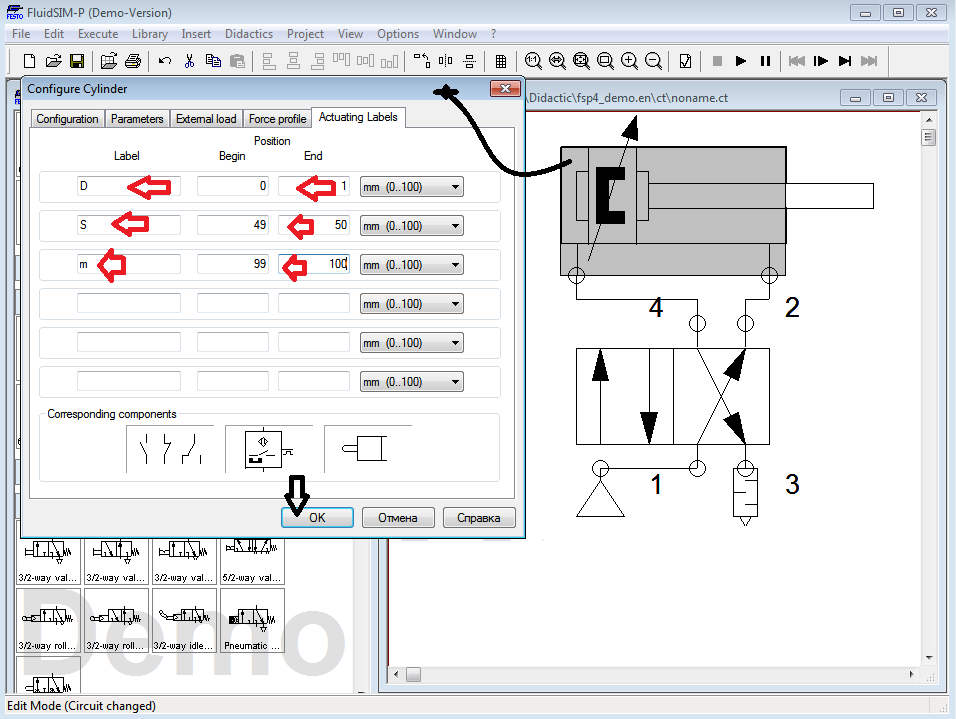 FluidSIM-P (Demo-Version)
FESTO
File Edit Execute Library Insert Didactics Project View Options Window ?
Configure Cylinder
\Didactic\fsp4_demo.en\ct\noname.ct
Configuration Parameters External load Force profile Actuating Labels
Position
Label Begin End
D 0 1 mm (0..100)
S 49 50 mm (0..100)
m 99 100 mm (0..100)
mm (0..100)
mm (0..100)
mm (0..100)
Corresponding components
OK Отмена Справка
4 2
1 3
3/2-way val... 3/2-way val... 3/2-way val... 5/2-way val...
3/2-way roll... 3/2-way roll... 3/2-way idle... Pneumatic ...
Demo
Edit Mode (Circuit changed)